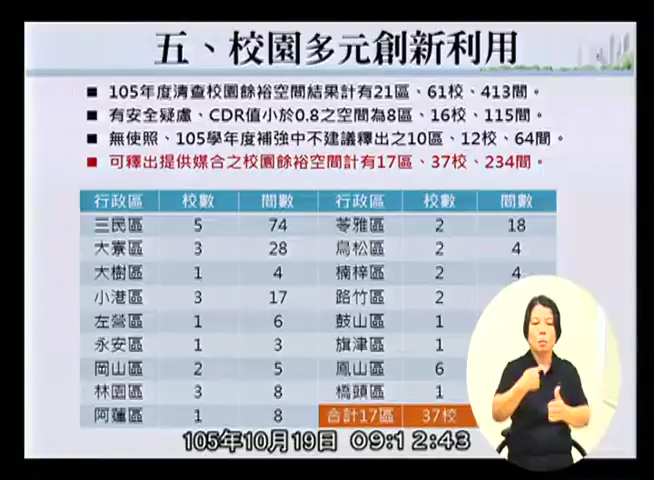 五、校園多元創新利用
■ 105年度清查校園餘裕空間結果計有21區、61校、413間。
■ 有安全疑慮、CDR值小於0.8之空間為8區、16校、115間。
■ 無使照、105學年度補強中不建議釋出之10區、12校、64間。
■ 可釋出提供媒合之校園餘裕空間計有17區、37校、234間。
行政區 校數 間數 行政區 校數 間數
三民區 5 74 苓雅區 2 18
大寮區 3 28 鳥松區 2 4
大樹區 1 4 楠梓區 2 4
小港區 3 17 路竹區 2
左營區 1 6 鼓山區 1
永安區 1 3 旗津區 1
岡山區 2 5 鳳山區 6
林園區 3 8 橋頭區 1
阿蓮區 1 8 合計17區 37校
105年10月19日 09:12:43